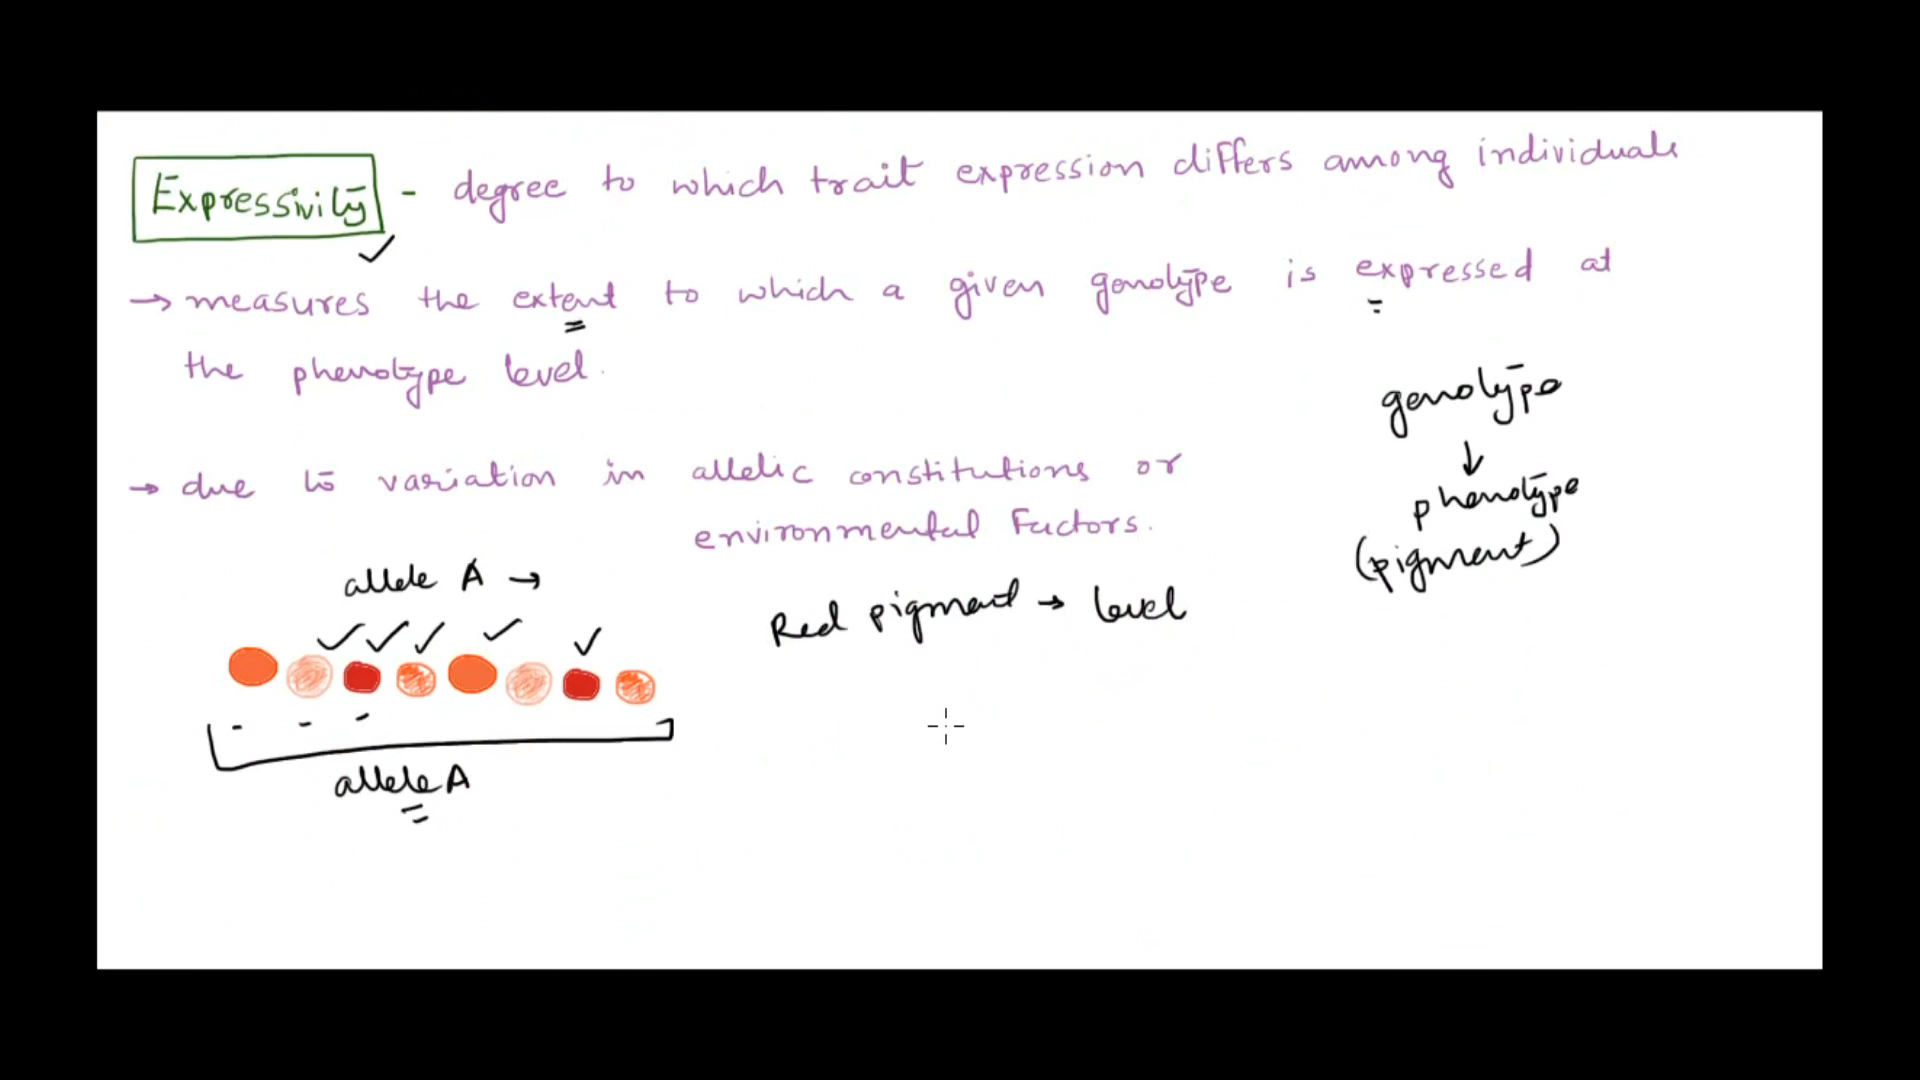 Expressivity - degree to which trait expression differs among individuals
→ measures the extent to which a given genotype is expressed at
the phenotype level.
genotype
↓
phenotype
(pigment)
→ due to variation in allelic constitutions or
environmental Factors.
allele A →
Red pigment → level
allele A